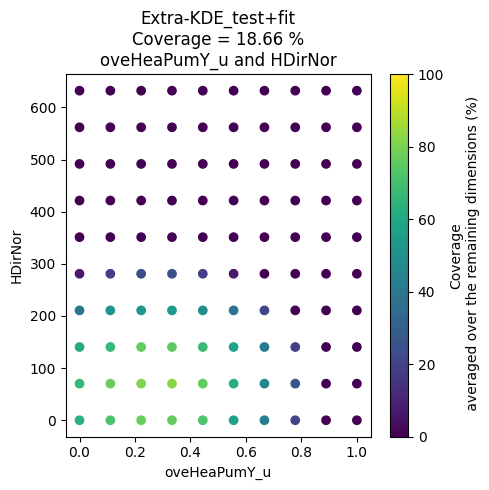 Extra-KDE_test+fit
Coverage = 18.66 %
oveHeaPumY_u and HDirNor
600
500
400
300
200
100
0
HDirNor
0.0 0.2 0.4 0.6 0.8 1.0
oveHeaPumY_u
100
80
60
40
20
0
Coverage
averaged over the remaining dimensions (%)